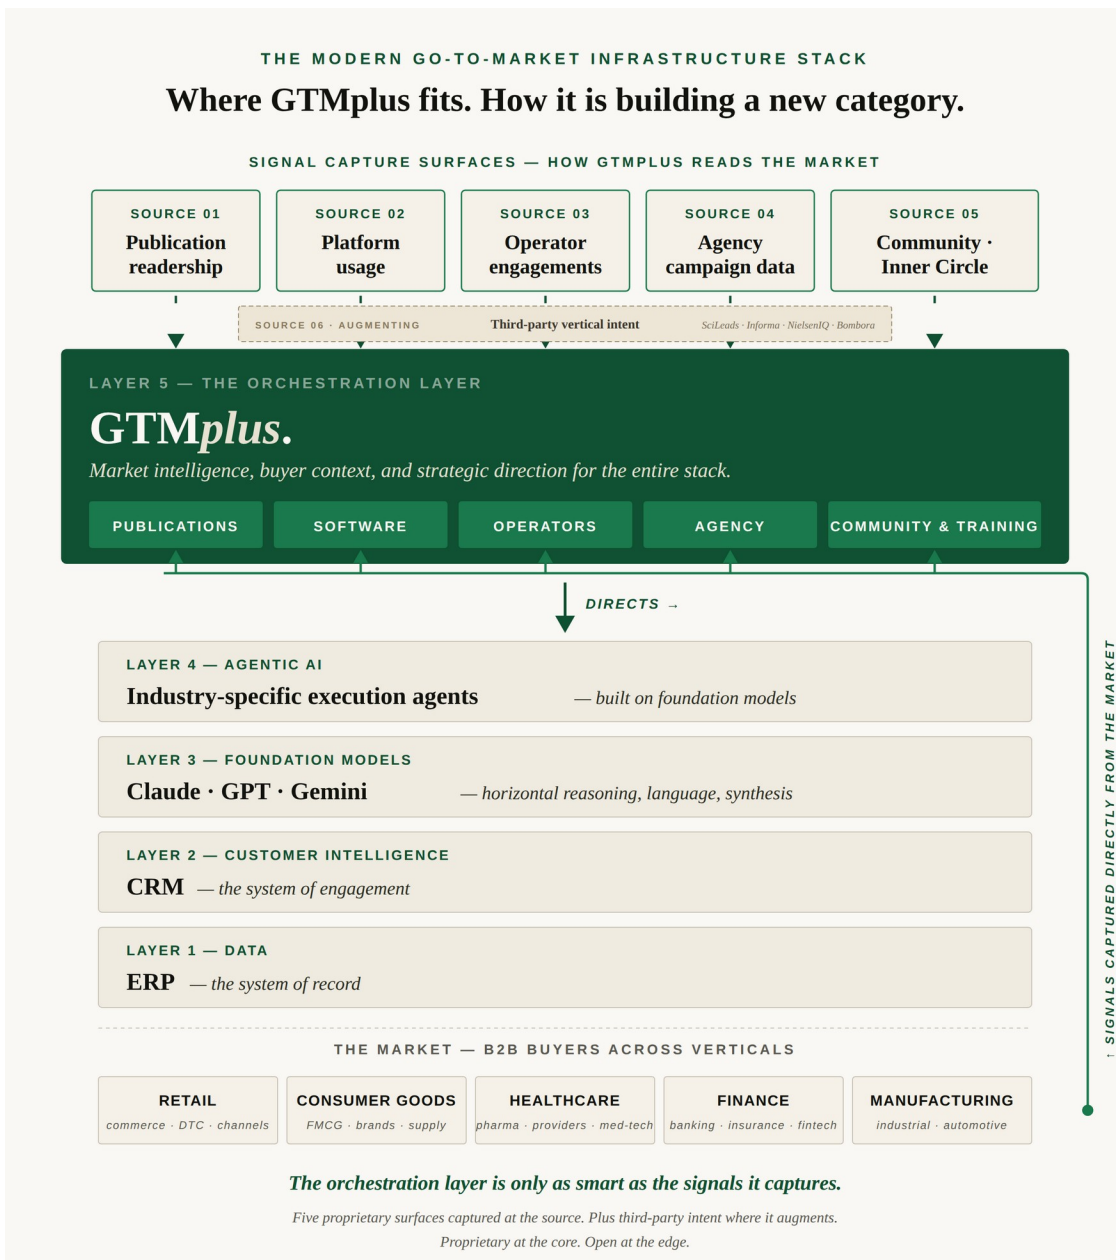 THE MODERN GO-TO-MARKET INFRASTRUCTURE STACK
Where GTMplus fits. How it is building a new category.
SIGNAL CAPTURE SURFACES — HOW GTMPLUS READS THE MARKET
SOURCE 01
Publication
readership
SOURCE 02
Platform
usage
SOURCE 03
Operator
engagements
SOURCE 04
Agency
campaign data
SOURCE 05
Community ·
Inner Circle
SOURCE 06 · AUGMENTING
Third-party vertical intent
SciLeads · Informa · NielsenIQ · Bombora
LAYER 5 — THE ORCHESTRATION LAYER
GTMplus.
Market intelligence, buyer context, and strategic direction for the entire stack.
PUBLICATIONS
SOFTWARE
OPERATORS
AGENCY
COMMUNITY & TRAINING
DIRECTS →
LAYER 4 — AGENTIC AI
Industry-specific execution agents — built on foundation models
LAYER 3 — FOUNDATION MODELS
Claude · GPT · Gemini — horizontal reasoning, language, synthesis
LAYER 2 — CUSTOMER INTELLIGENCE
CRM — the system of engagement
LAYER 1 — DATA
ERP — the system of record
↑ SIGNALS CAPTURED DIRECTLY FROM THE MARKET
THE MARKET — B2B BUYERS ACROSS VERTICALS
RETAIL
commerce · DTC · channels
CONSUMER GOODS
FMCG · brands · supply
HEALTHCARE
pharma · providers · med-tech
FINANCE
banking · insurance · fintech
MANUFACTURING
industrial · automotive
The orchestration layer is only as smart as the signals it captures.
Five proprietary surfaces captured at the source. Plus third-party intent where it augments.
Proprietary at the core. Open at the edge.